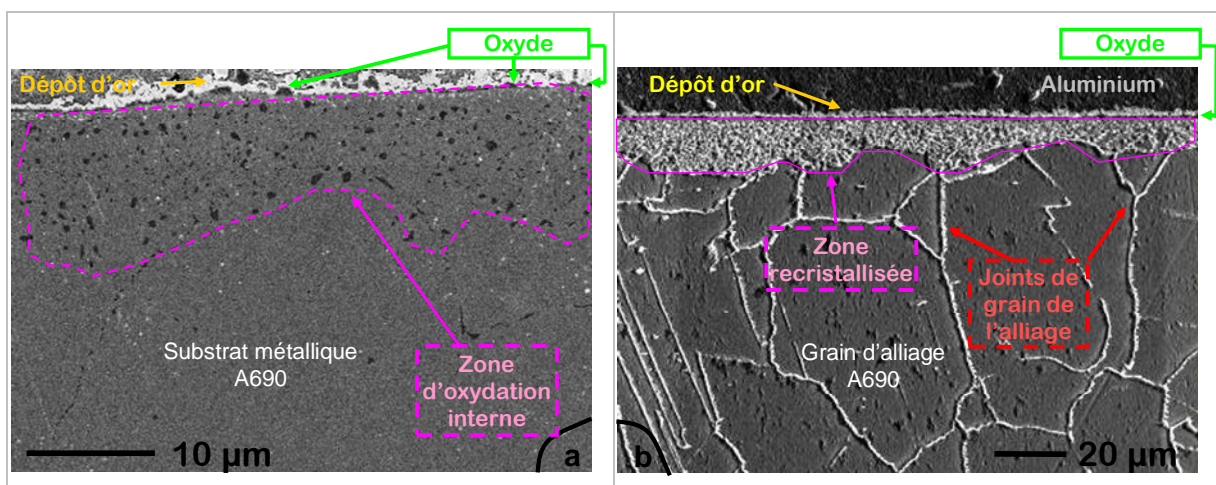 Oxyde
Dépôt d'or
Substrat métallique
A690
Zone
d'oxydation
interne
10 µm
a
Oxyde
Dépôt d'or
Aluminium
Zone
recristallisée
Joints de
grain de
l'alliage
Grain d'alliage
A690
b
20 µm